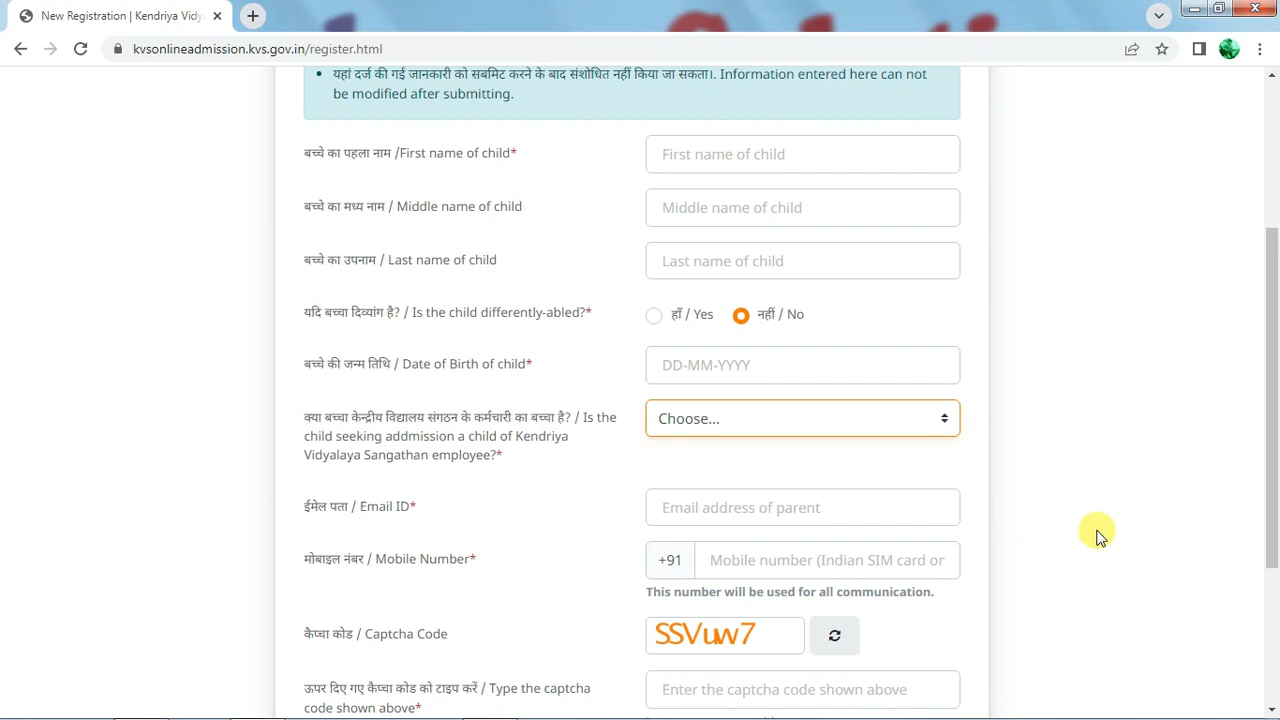 New Registration | Kendriya Vidy
kvsonlineadmission.kvs.gov.in/register.html
• यहां दर्ज की गई जानकारी को सबमिट करने के बाद संशोधित नहीं किया जा सकता।. Information entered here can not
be modified after submitting.
बच्चे का पहला नाम /First name of child*
First name of child
बच्चे का मध्य नाम / Middle name of child
Middle name of child
बच्चे का उपनाम / Last name of child
Last name of child
यदि बच्चा दिव्यांग है? / Is the child differently-abled?*
हाँ / Yes नहीं / No
बच्चे की जन्म तिथि / Date of Birth of child*
DD-MM-YYYY
क्या बच्चा केन्द्रीय विद्यालय संगठन के कर्मचारी का बच्चा है? / Is the
child seeking addmission a child of Kendriya
Vidyalaya Sangathan employee?*
Choose...
ईमेल पता / Email ID*
Email address of parent
मोबाइल नंबर / Mobile Number*
+91 Mobile number (Indian SIM card or
This number will be used for all communication.
कैप्चा कोड / Captcha Code
SSVuw7
ऊपर दिए गए कैप्चा कोड को टाइप करें / Type the captcha
code shown above*
Enter the captcha code shown above